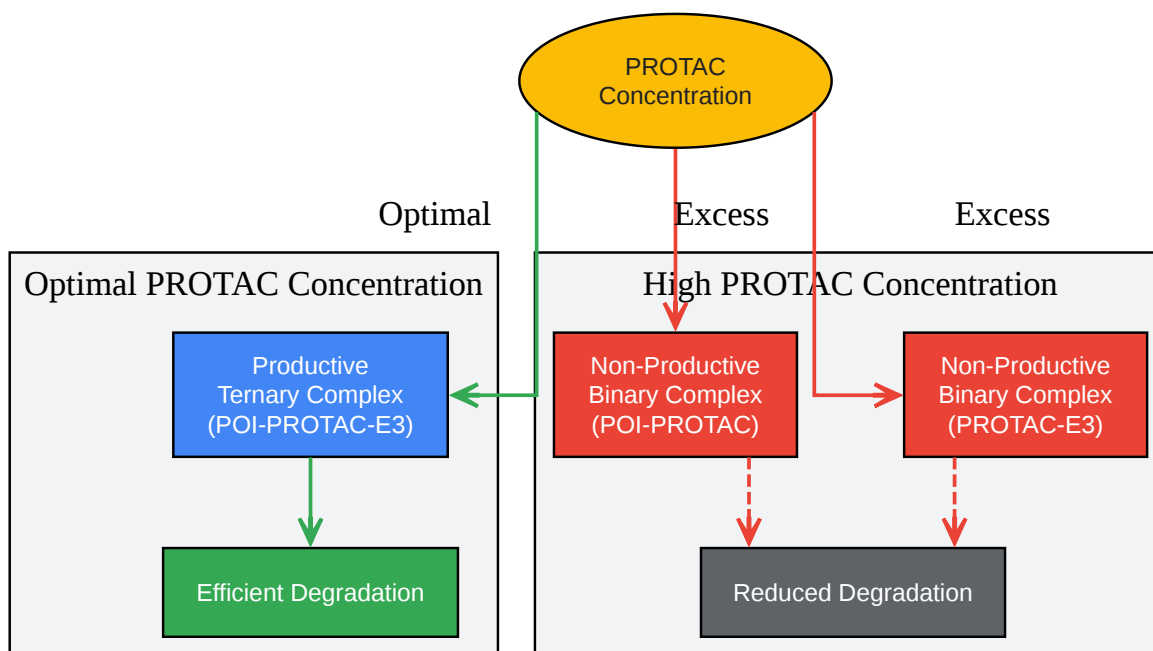 PROTAC
Concentration
Optimal
Excess
Excess
Optimal PROTAC Concentration
High PROTAC Concentration
Productive
Ternary Complex
(POI-PROTAC-E3)
Non-Productive
Binary Complex
(POI-PROTAC)
Non-Productive
Binary Complex
(PROTAC-E3)
Efficient Degradation
Reduced Degradation